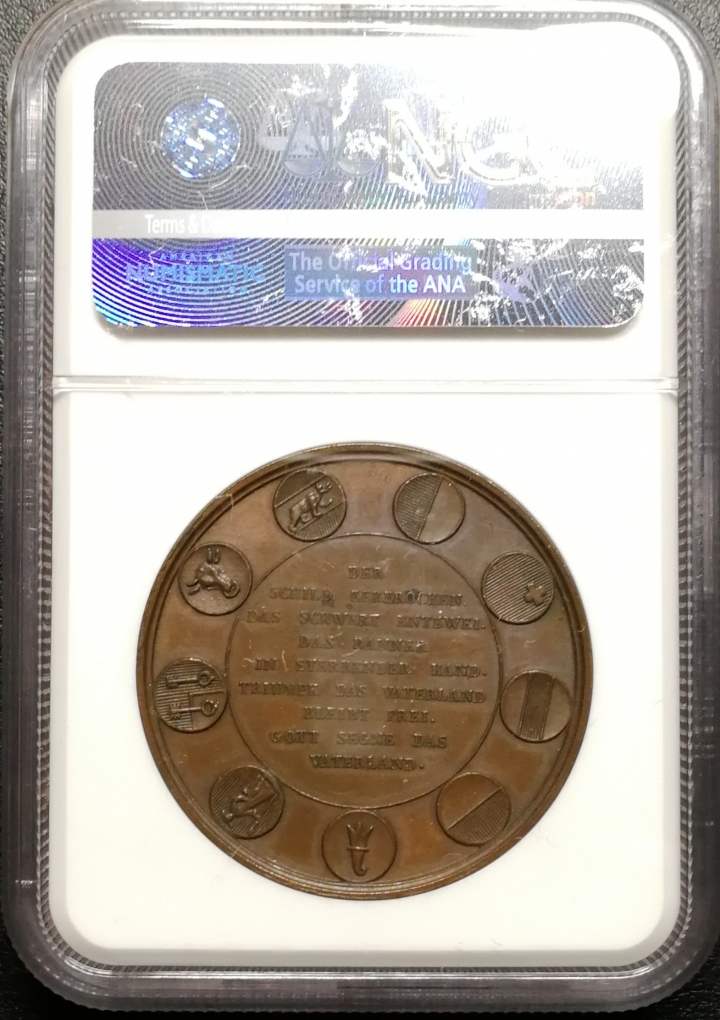 NGC
Terms &
NUMISMATIC
The Official Grading
Service of the ANA
DER
SCHILD ZERBROCHEN.
DAS SCHWERT ENTZWEI.
DAS BANNER
IN STERBENDER HAND.
TRIUMPH DAS VATERLAND
BLEIBT FREI.
GOTT SEGNE DAS
VATERLAND.